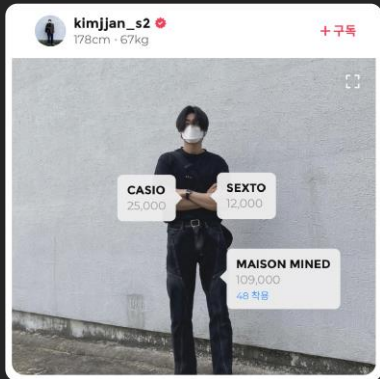 kimjjan_s2
178cm · 67kg
+ 구독
CASIO
25,000
SEXTO
12,000
MAISON MINED
109,000
48 착용